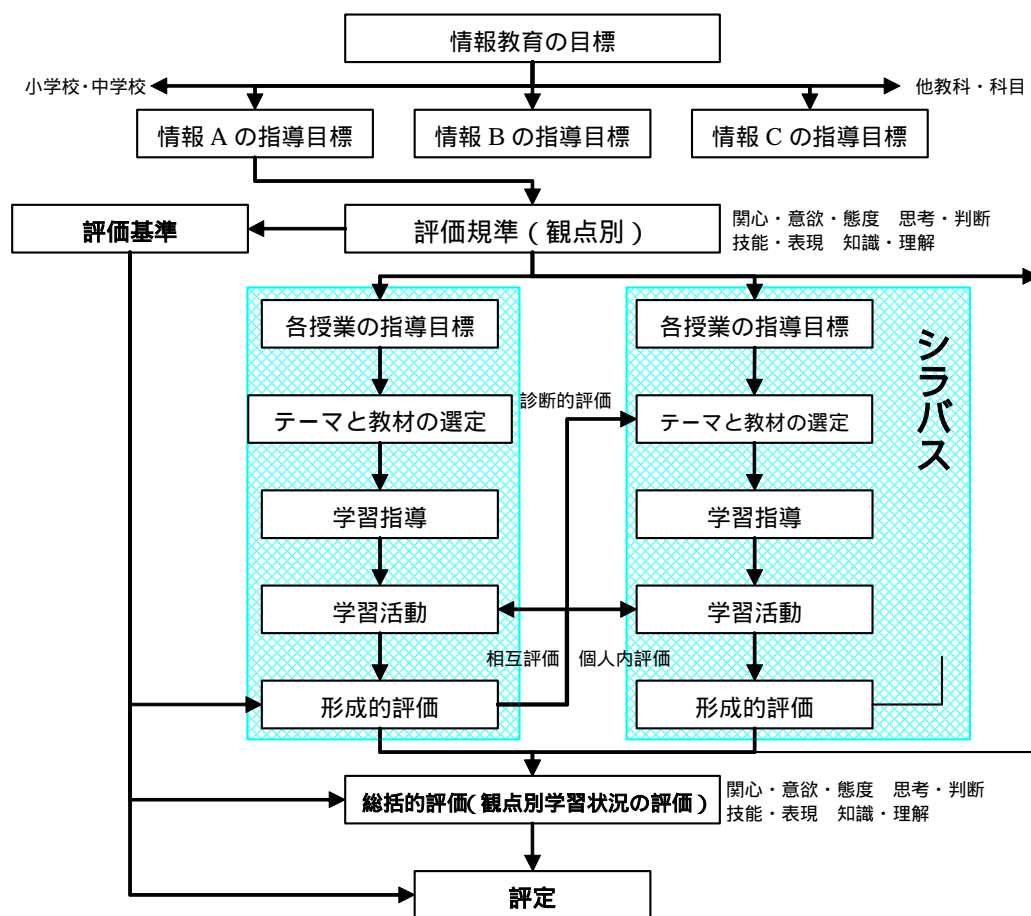 情報教育の目標
小学校・中学校
他教科・科目
情報 A の指導目標
情報 B の指導目標
情報 C の指導目標
評価基準
評価規準(観点別)
関心・意欲・態度 思考・判断
技能・表現 知識・理解
各授業の指導目標
各授業の指導目標
シラバス
テーマと教材の選定
診断的評価
テーマと教材の選定
学習指導
学習指導
学習活動
学習活動
相互評価
個人内評価
形成的評価
形成的評価
総括的評価(観点別学習状況の評価)
関心・意欲・態度 思考・判断
技能・表現 知識・理解
評定